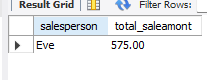 Result Grid Filter Rows:
salesperson total_saleamont
Eve 575.00